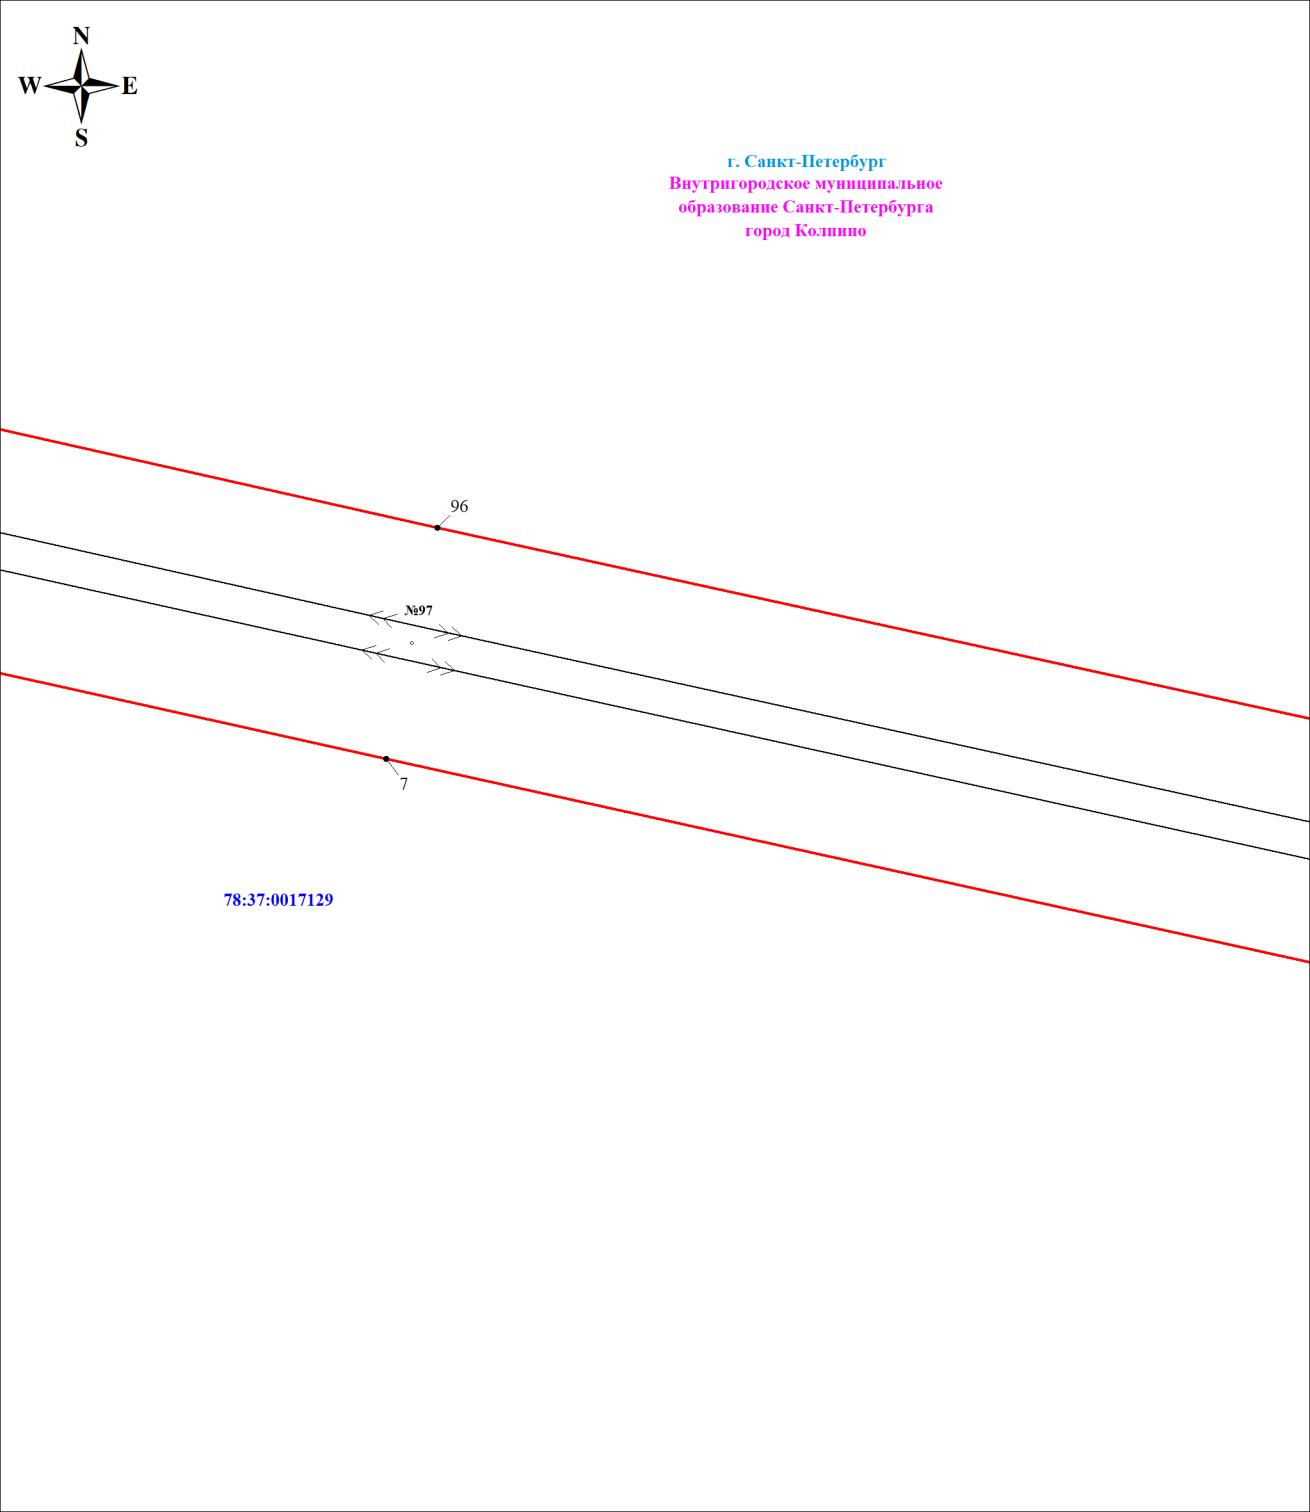 N
W E
S
г. Санкт-Петербург
Внутригородское муниципальное
образование Санкт-Петербурга
город Колпино
96
№97
7
78:37:0017129